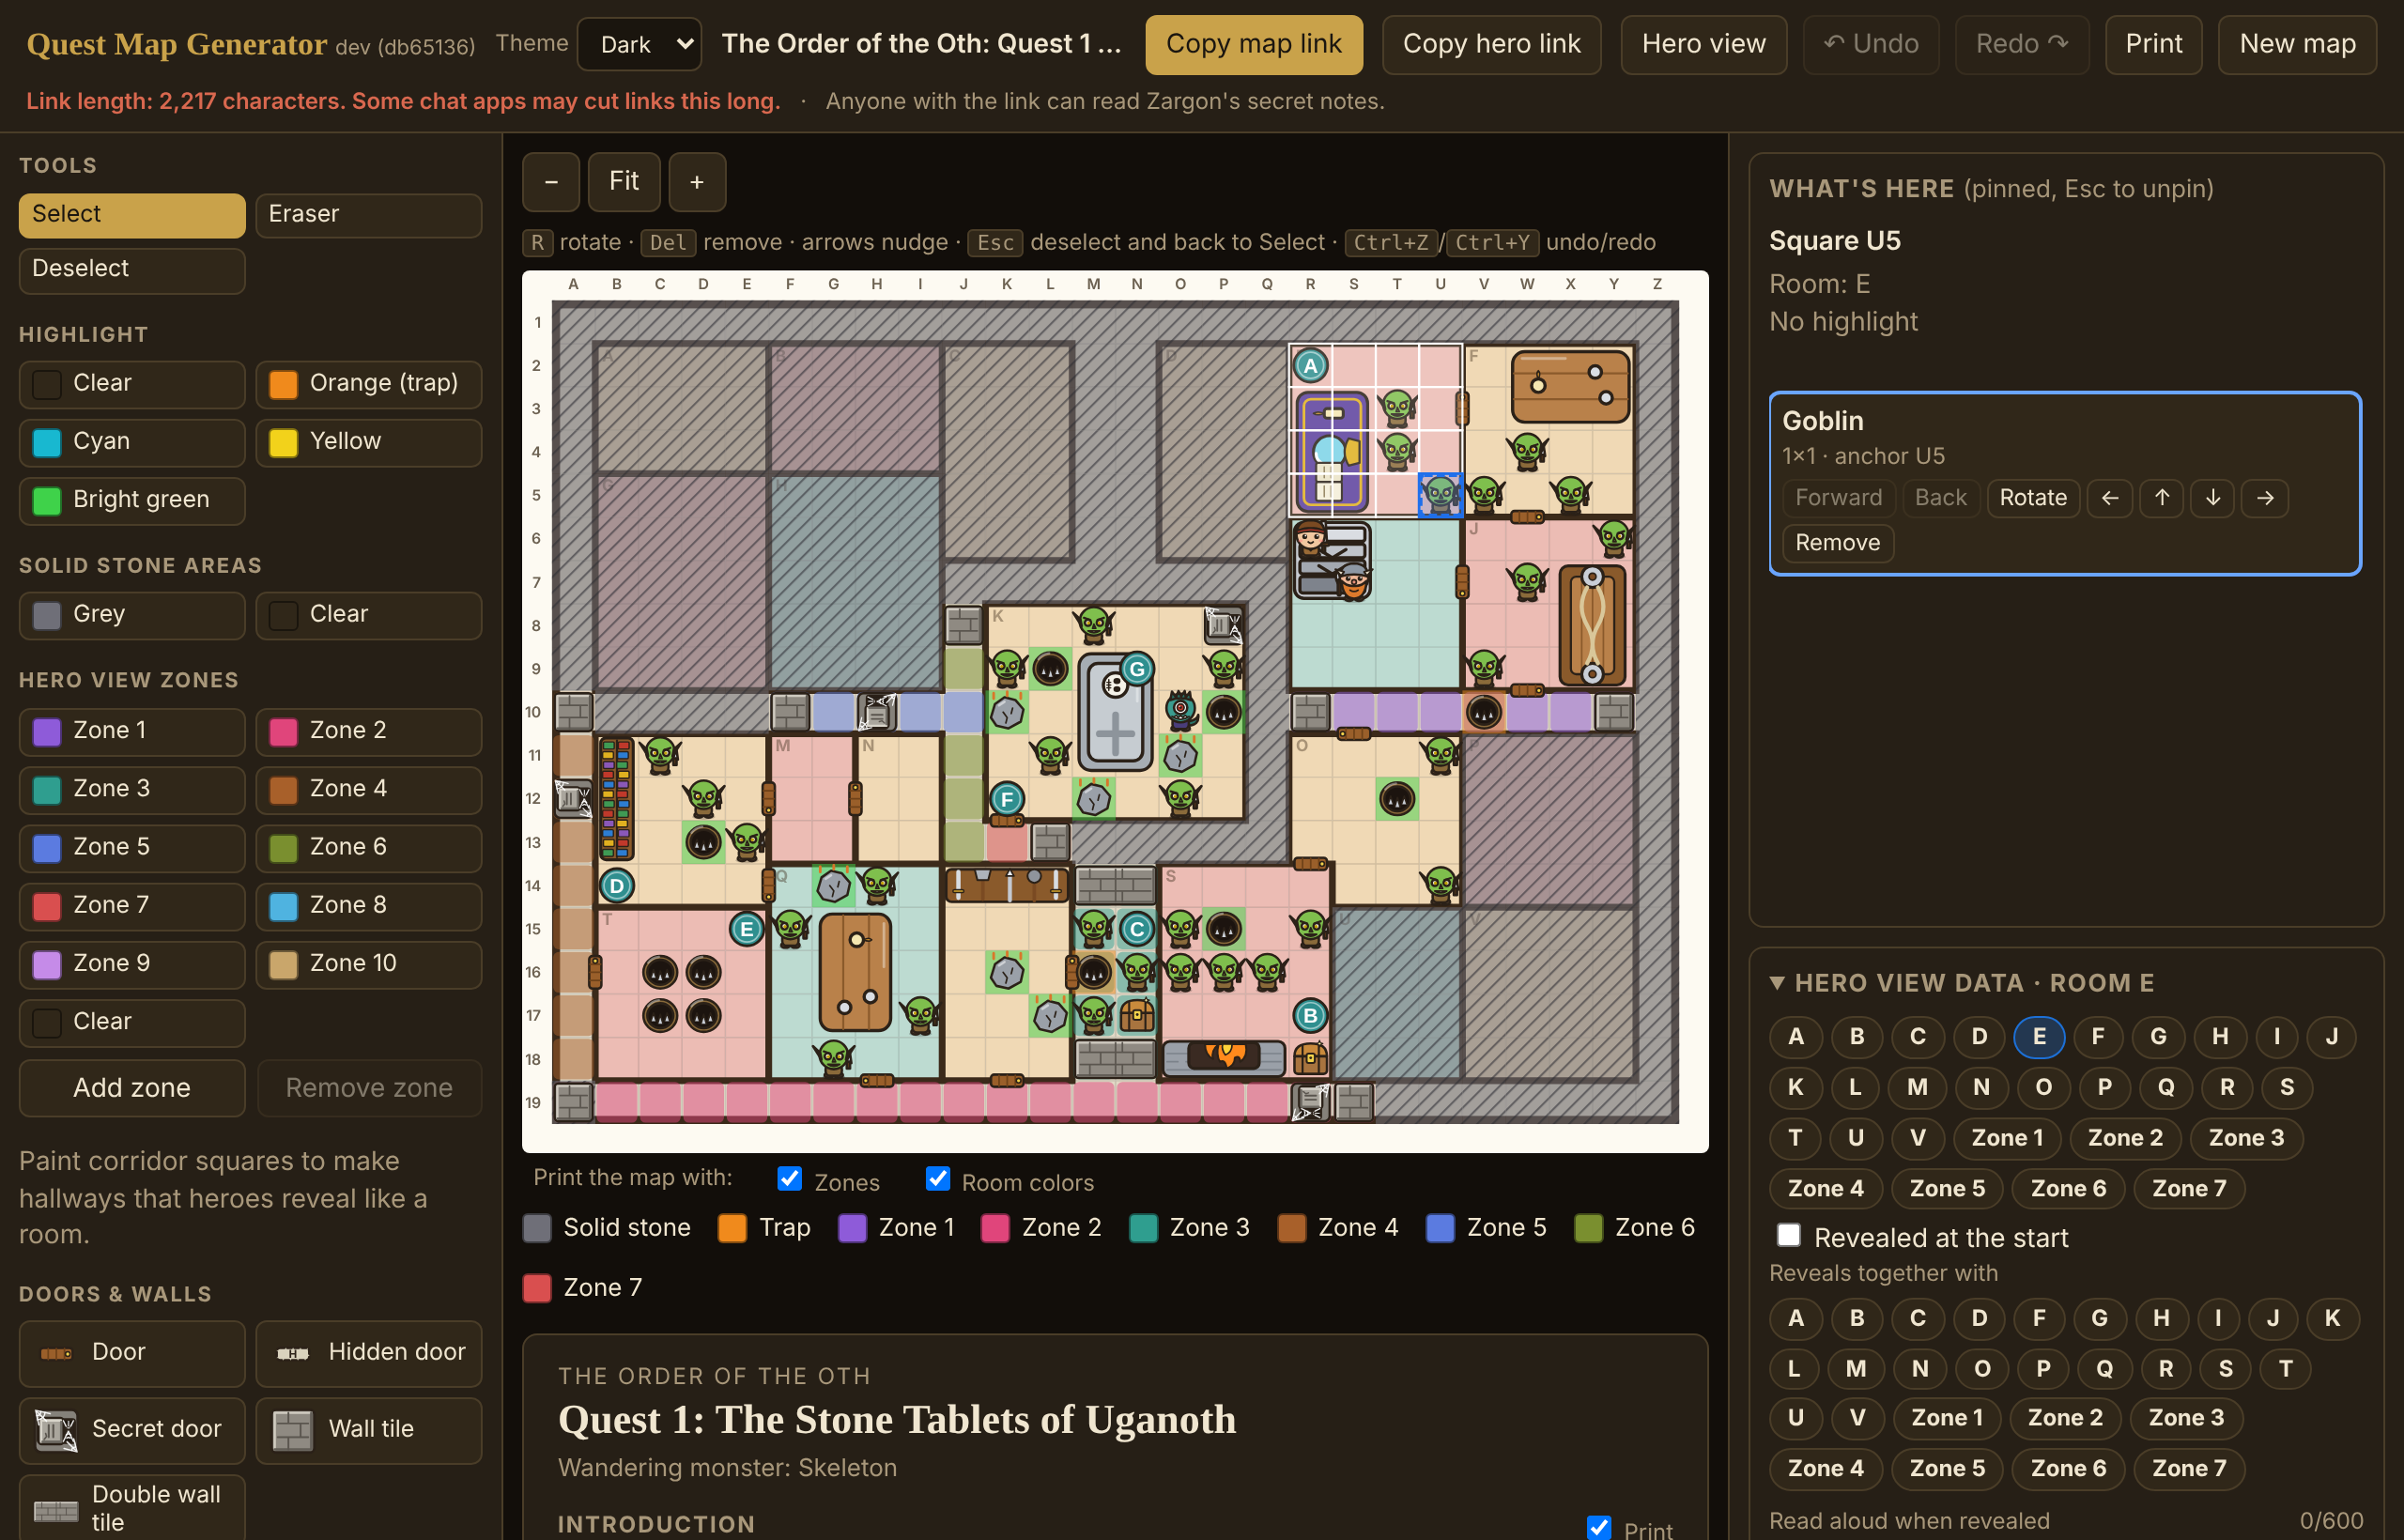 Quest Map Generator dev (db65136) Theme Dark The Order of the Oth: Quest 1 ... Copy map link Copy hero link Hero view ↶ Undo Redo ↷ Print New map
Link length: 2,217 characters. Some chat apps may cut links this long. · Anyone with the link can read Zargon's secret notes.
TOOLS
Select Eraser
Deselect
HIGHLIGHT
Clear Orange (trap)
Cyan Yellow
Bright green
SOLID STONE AREAS
Grey Clear
HERO VIEW ZONES
Zone 1 Zone 2
Zone 3 Zone 4
Zone 5 Zone 6
Zone 7 Zone 8
Zone 9 Zone 10
Clear
Add zone Remove zone
Paint corridor squares to make
hallways that heroes reveal like a
room.
DOORS & WALLS
Door Hidden door
Secret door Wall tile
Double wall
tile
− Fit +
R rotate · Del remove · arrows nudge · Esc deselect and back to Select · Ctrl+Z/Ctrl+Y undo/redo
A B C D E F G H I J K L M N O P Q R S T U V W X Y Z
1
2 A B C D A F
3
4
5 G H
6 J
7
8 K
9 G
10
11 M N O P
12 F
13
14 D Q S
15 T E C U V
16
17 B
18
19
Print the map with: Zones Room colors
Solid stone Trap Zone 1 Zone 2 Zone 3 Zone 4 Zone 5 Zone 6
Zone 7
THE ORDER OF THE OTH
Quest 1: The Stone Tablets of Uganoth
Wandering monster: Skeleton
INTRODUCTION Print
WHAT'S HERE (pinned, Esc to unpin)
Square U5
Room: E
No highlight
Goblin
1×1 · anchor U5
Forward Back Rotate ← ↑ ↓ →
Remove
▼ HERO VIEW DATA · ROOM E
A B C D E F G H I J
K L M N O P Q R S
T U V Zone 1 Zone 2 Zone 3
Zone 4 Zone 5 Zone 6 Zone 7
Revealed at the start
Reveals together with
A B C D F G H I J K
L M N O P Q R S T
U V Zone 1 Zone 2 Zone 3
Zone 4 Zone 5 Zone 6 Zone 7
Read aloud when revealed 0/600